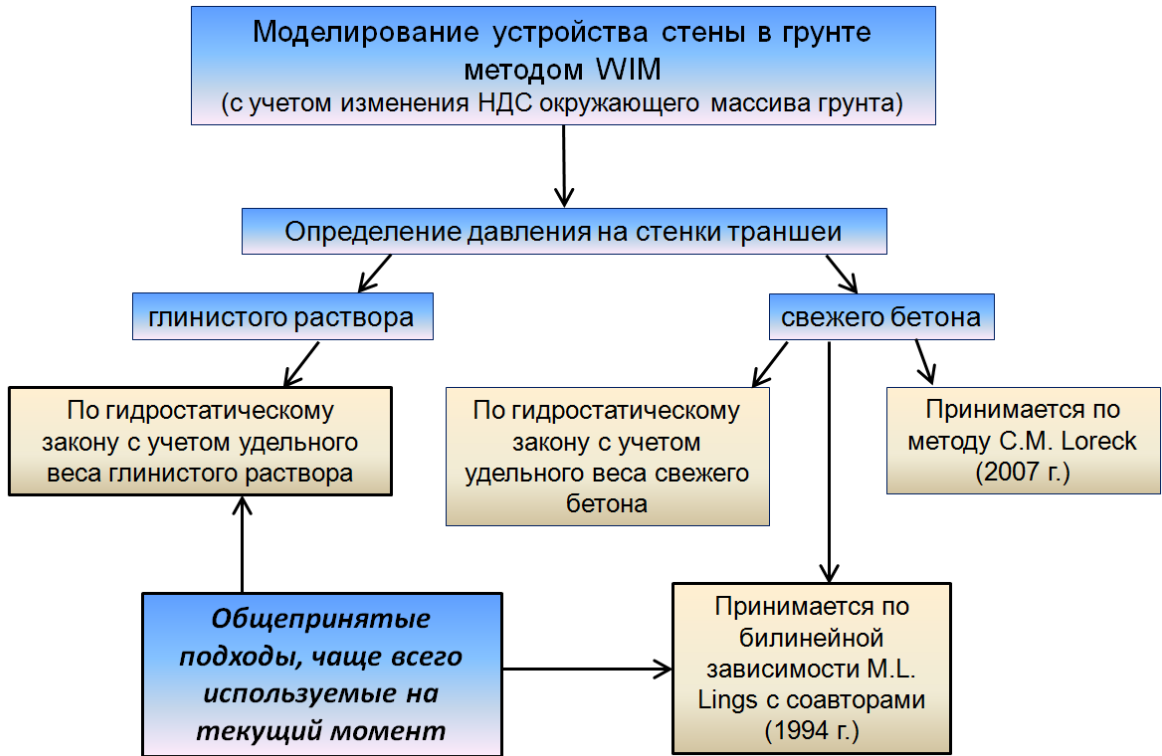 Моделирование устройства стены в грунте
методом WIM
(с учетом изменения НДС окружающего массива грунта)
Определение давления на стенки траншеи
глинистого раствора
свежего бетона
По гидростатическому
закону с учетом удельного
веса глинистого раствора
По гидростатическому
закону с учетом
удельного веса свежего
бетона
Принимается по
методу C.M. Loreck
(2007 г.)
Общепринятые
подходы, чаще всего
используемые на
текущий момент
Принимается по
билинейной
зависимости M.L.
Lings с соавторами
(1994 г.)